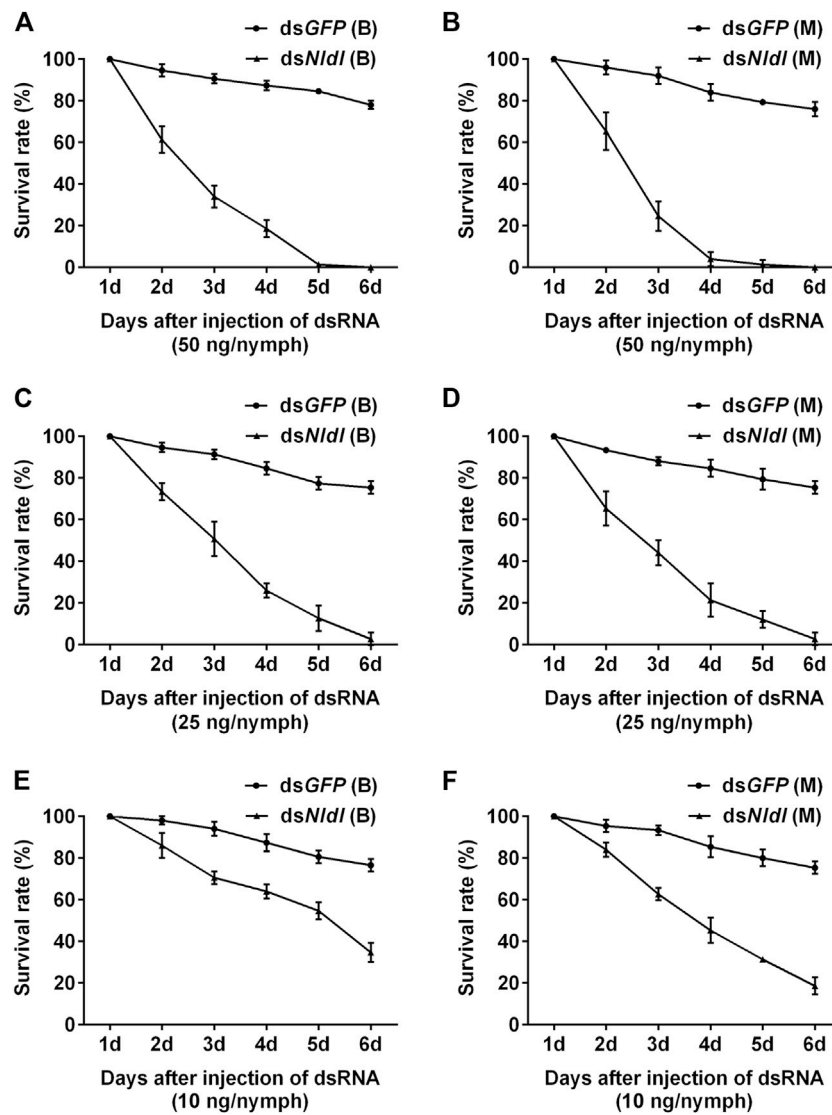 A
dsGFP (B)
dsNldl (B)
Survival rate (%)
100
80
60
40
20
0
1d 2d 3d 4d 5d 6d
Days after injection of dsRNA
(50 ng/nymph)
B
dsGFP (M)
dsNldl (M)
Survival rate (%)
100
80
60
40
20
0
1d 2d 3d 4d 5d 6d
Days after injection of dsRNA
(50 ng/nymph)
C
dsGFP (B)
dsNldl (B)
Survival rate (%)
100
80
60
40
20
0
1d 2d 3d 4d 5d 6d
Days after injection of dsRNA
(25 ng/nymph)
D
dsGFP (M)
dsNldl (M)
Survival rate (%)
100
80
60
40
20
0
1d 2d 3d 4d 5d 6d
Days after injection of dsRNA
(25 ng/nymph)
E
dsGFP (B)
dsNldl (B)
Survival rate (%)
100
80
60
40
20
0
1d 2d 3d 4d 5d 6d
Days after injection of dsRNA
(10 ng/nymph)
F
dsGFP (M)
dsNldl (M)
Survival rate (%)
100
80
60
40
20
0
1d 2d 3d 4d 5d 6d
Days after injection of dsRNA
(10 ng/nymph)